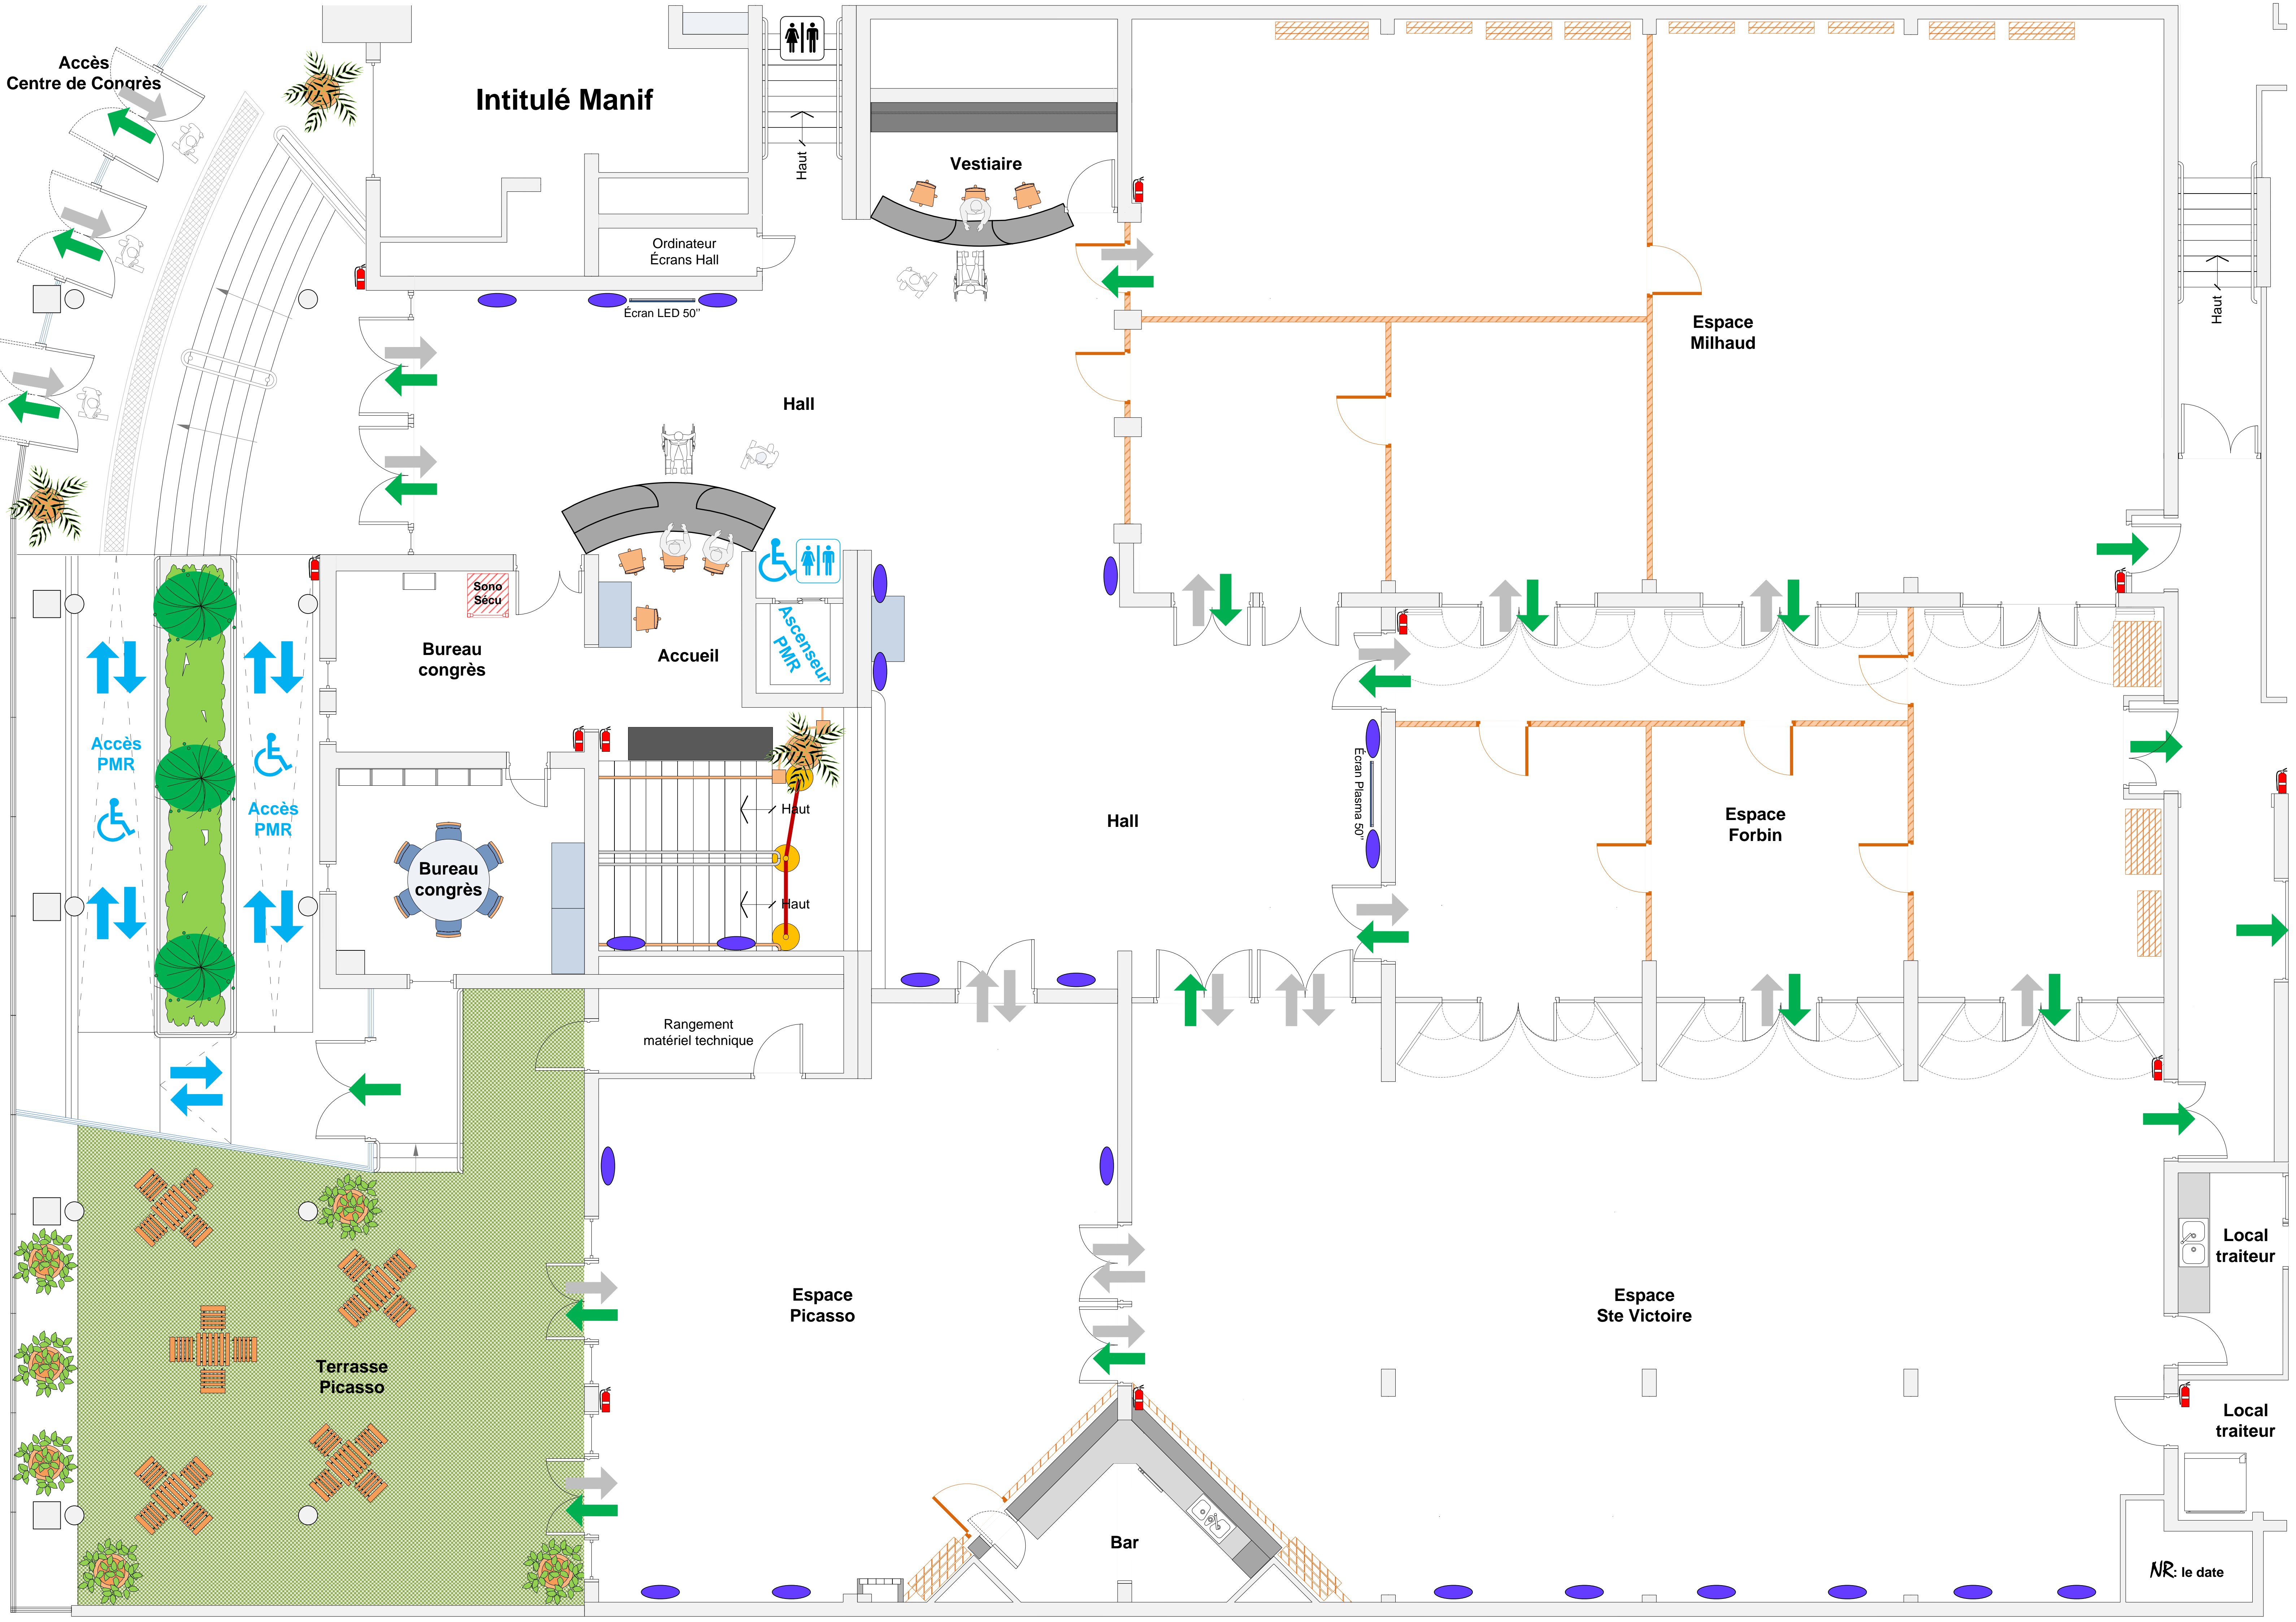 Accès
Centre de Congrès
Intitulé Manif
Haut
Vestiaire
Ordinateur
Écrans Hall
Écran LED 50’’
Espace
Milhaud
Haut
Hall
Sono
Sécu
Bureau
congrès
Accueil
Ascenseur
PMR
Accès
PMR
Accès
PMR
Haut
Haut
Bureau
congrès
Hall
Écran Plasma 50’’
Espace
Forbin
Rangement
matériel technique
Espace
Picasso
Espace
Ste Victoire
Local
traiteur
Terrasse
Picasso
Local
traiteur
Bar
NR: le date